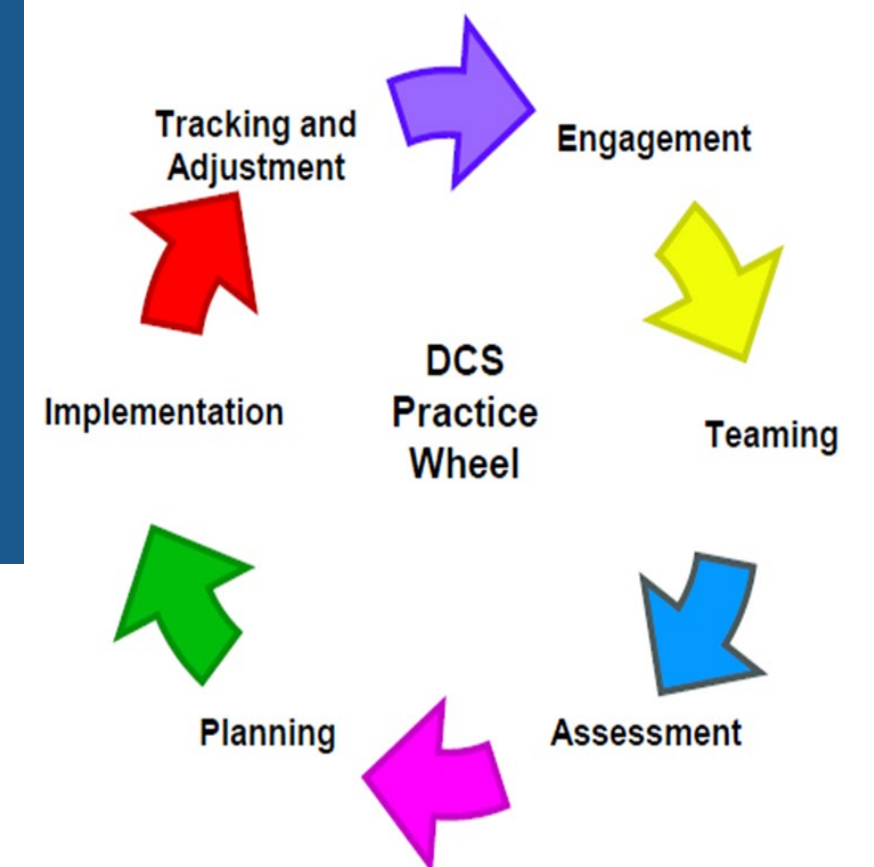 Tracking and
Adjustment
Engagement
DCS
Practice
Wheel
Implementation
Teaming
Planning
Assessment